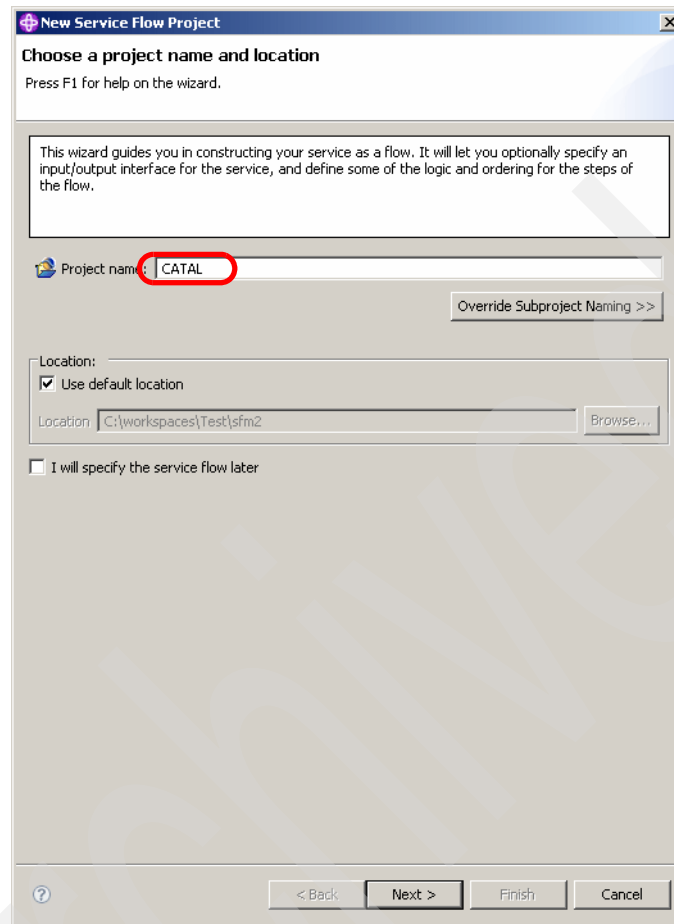 New Service Flow Project
Choose a project name and location
Press F1 for help on the wizard.
This wizard guides you in constructing your service as a flow. It will let you optionally specify an
input/output interface for the service, and define some of the logic and ordering for the steps of
the flow.
Project name: CATAL
Override Subproject Naming >>
Location:
Use default location
Location C:\workspaces\Test\sfm2 Browse...
I will specify the service flow later
< Back Next > Finish Cancel